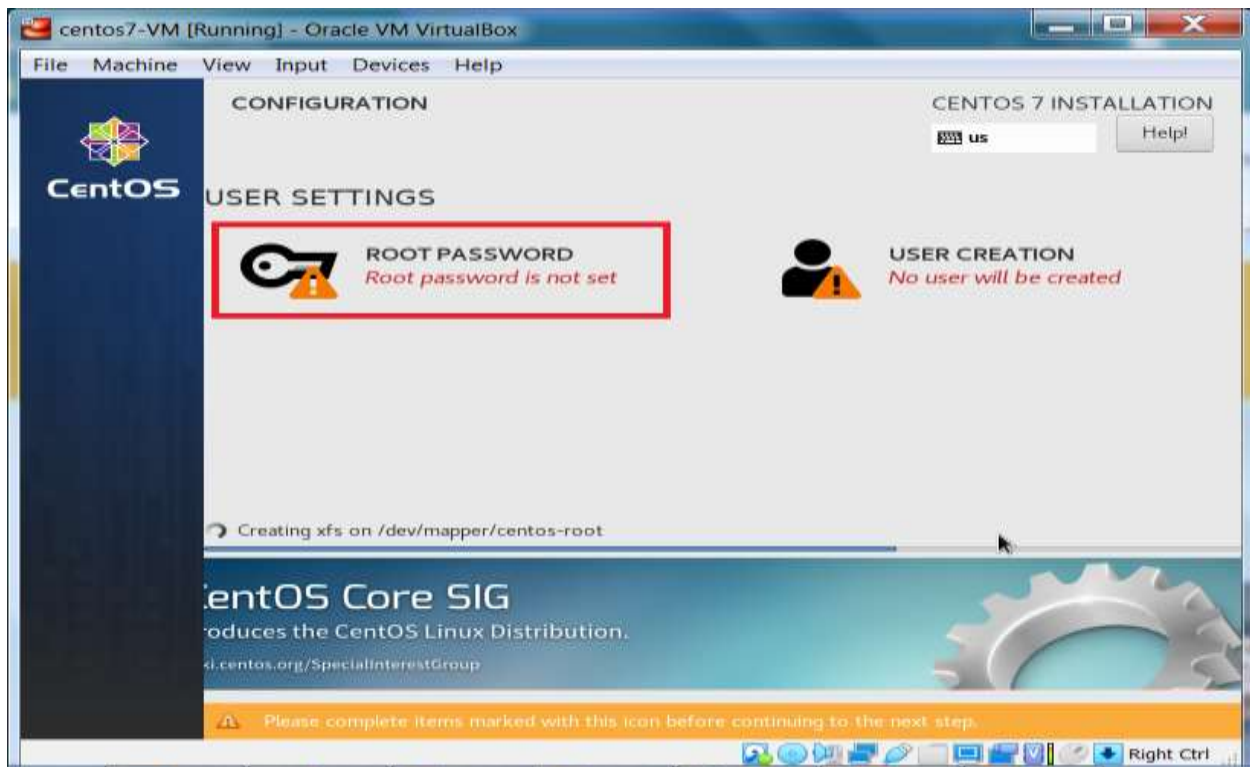 centos7-VM [Running] - Oracle VM VirtualBox
File Machine View Input Devices Help
CONFIGURATION
CENTOS 7 INSTALLATION
us
Help!
CentOS
USER SETTINGS
ROOT PASSWORD
Root password is not set
USER CREATION
No user will be created
Creating xfs on /dev/mapper/centos-root
entOS Core SIG
roduces the CentOS Linux Distribution.
ki.centos.org/SpecialInterestGroup
Please complete items marked with this icon before continuing to the next step.
Right Ctrl